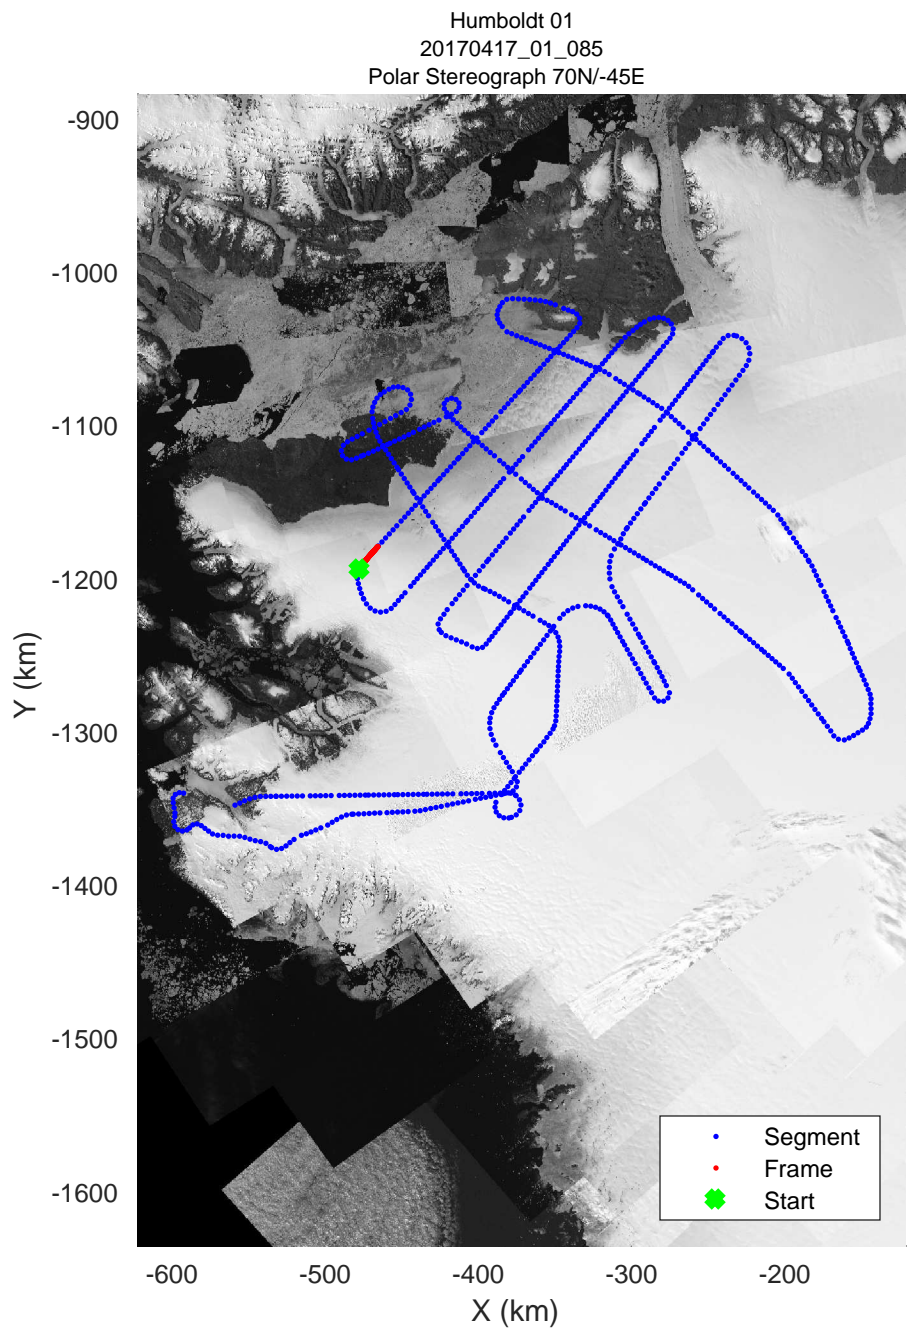 Humboldt 01
20170417_01_085
Polar Stereograph 70N/-45E
-900
-1000
-1100
-1200
-1300
-1400
-1500
-1600
Y (km)
Segment
Frame
Start
-600 -500 -400 -300 -200
X (km)